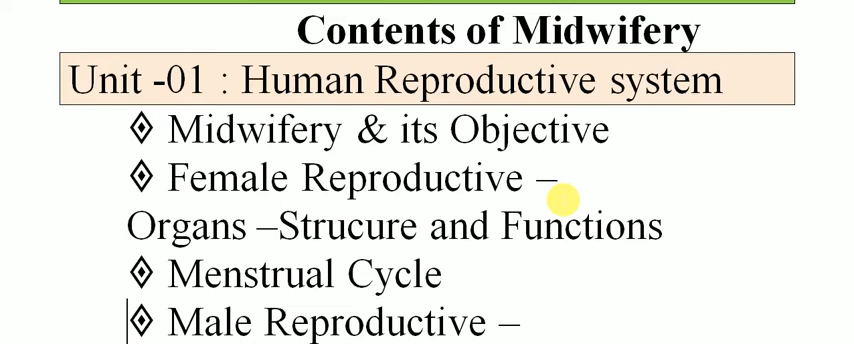 Contents of Midwifery
Unit -01 : Human Reproductive system
Midwifery & its Objective
Female Reproductive –
Organs –Strucure and Functions
Menstrual Cycle
Male Reproductive –